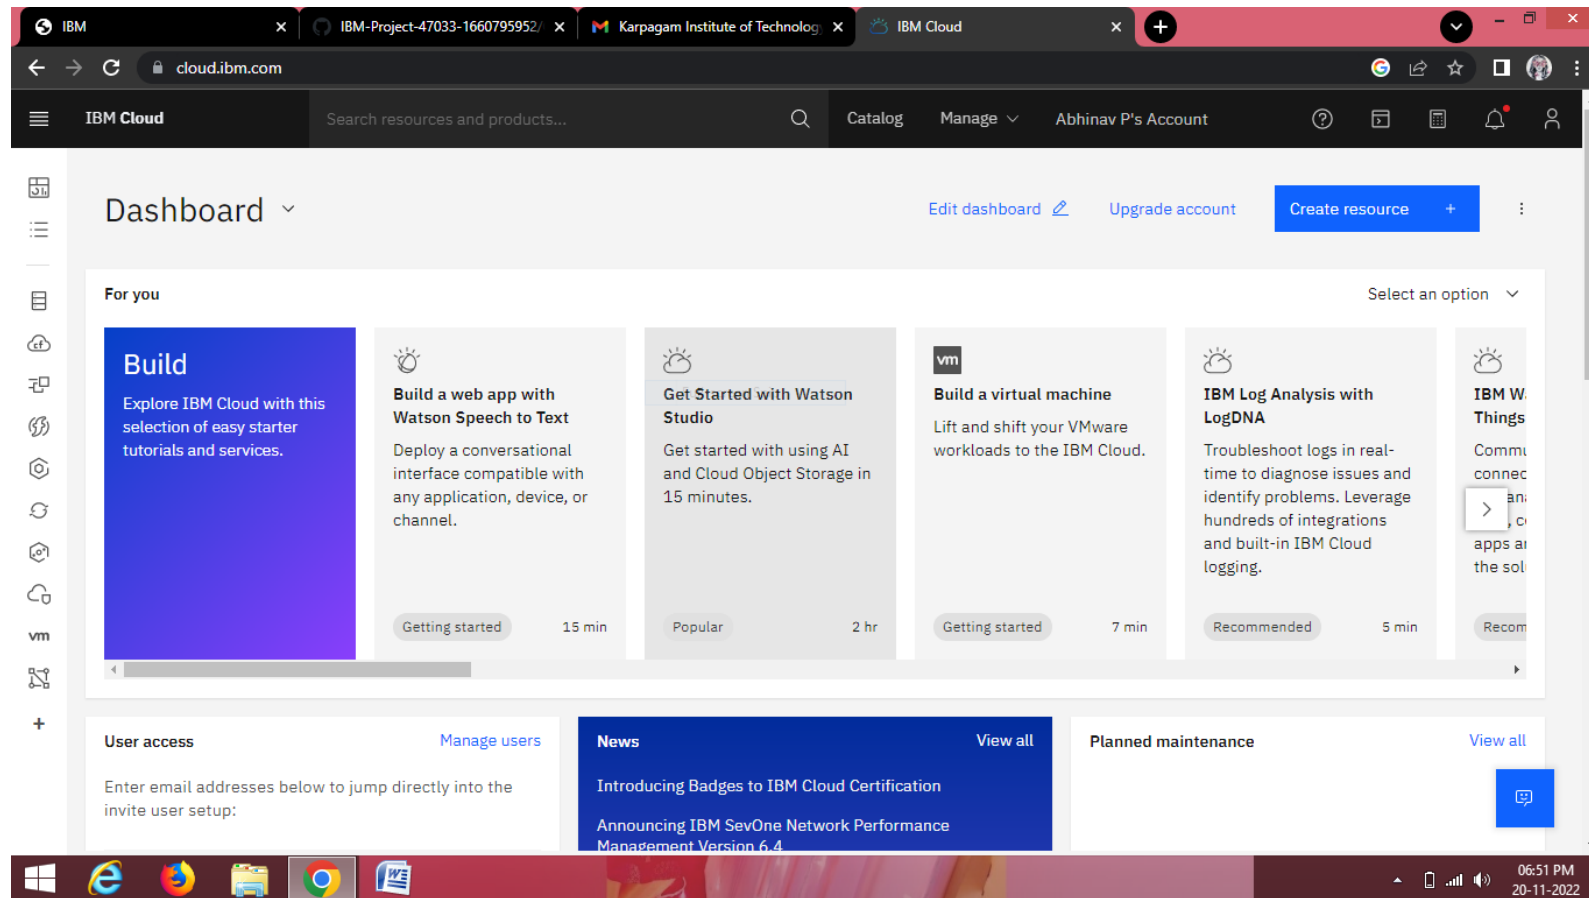 IBM
IBM-Project-47033-1660795952/
Karpagam Institute of Technology
IBM Cloud
cloud.ibm.com
IBM Cloud
Search resources and products...
Catalog
Manage
Abhinav P's Account
Dashboard
Edit dashboard
Upgrade account
Create resource +
For you
Select an option
Build
Explore IBM Cloud with this
selection of easy starter
tutorials and services.
Build a web app with
Watson Speech to Text
Deploy a conversational
interface compatible with
any application, device, or
channel.
Getting started
15 min
Get Started with Watson
Studio
Get started with using AI
and Cloud Object Storage in
15 minutes.
Popular
2 hr
vm
Build a virtual machine
Lift and shift your VMware
workloads to the IBM Cloud.
Getting started
7 min
IBM Log Analysis with
LogDNA
Troubleshoot logs in real-
time to diagnose issues and
identify problems. Leverage
hundreds of integrations
and built-in IBM Cloud
logging.
Recommended
5 min
IBM
Things
apps
the
vm
User access
Manage users
Enter email addresses below to jump directly into the
invite user setup:
News
View all
Introducing Badges to IBM Cloud Certification
Announcing IBM SevOne Network Performance
Management Version 6.4
Planned maintenance
View all
06:51 PM
20-11-2022